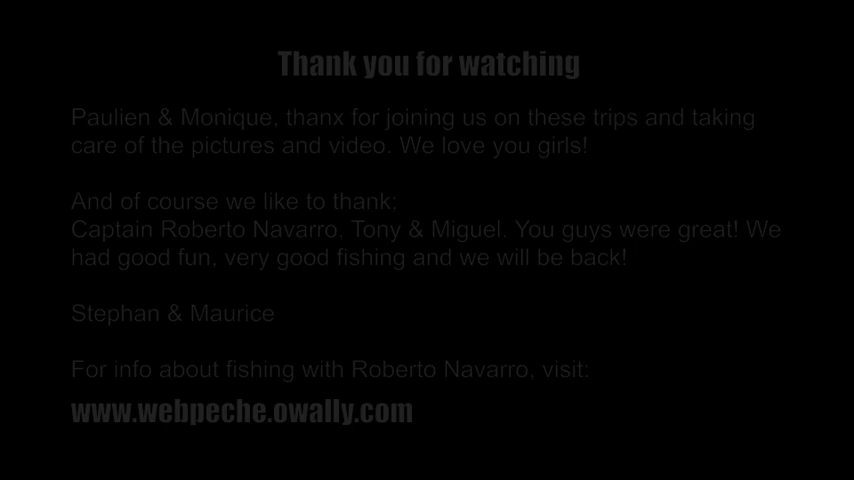 Thank you for watching
Paulien & Monique, thanx for joining us on these trips and taking
care of the pictures and video. We love you girls!
And of course we like to thank;
Captain Roberto Navarro, Tony & Miguel. You guys were great! We
had good fun, very good fishing and we will be back!
Stephan & Maurice
For info about fishing with Roberto Navarro, visit:
www.webpeche.owally.com